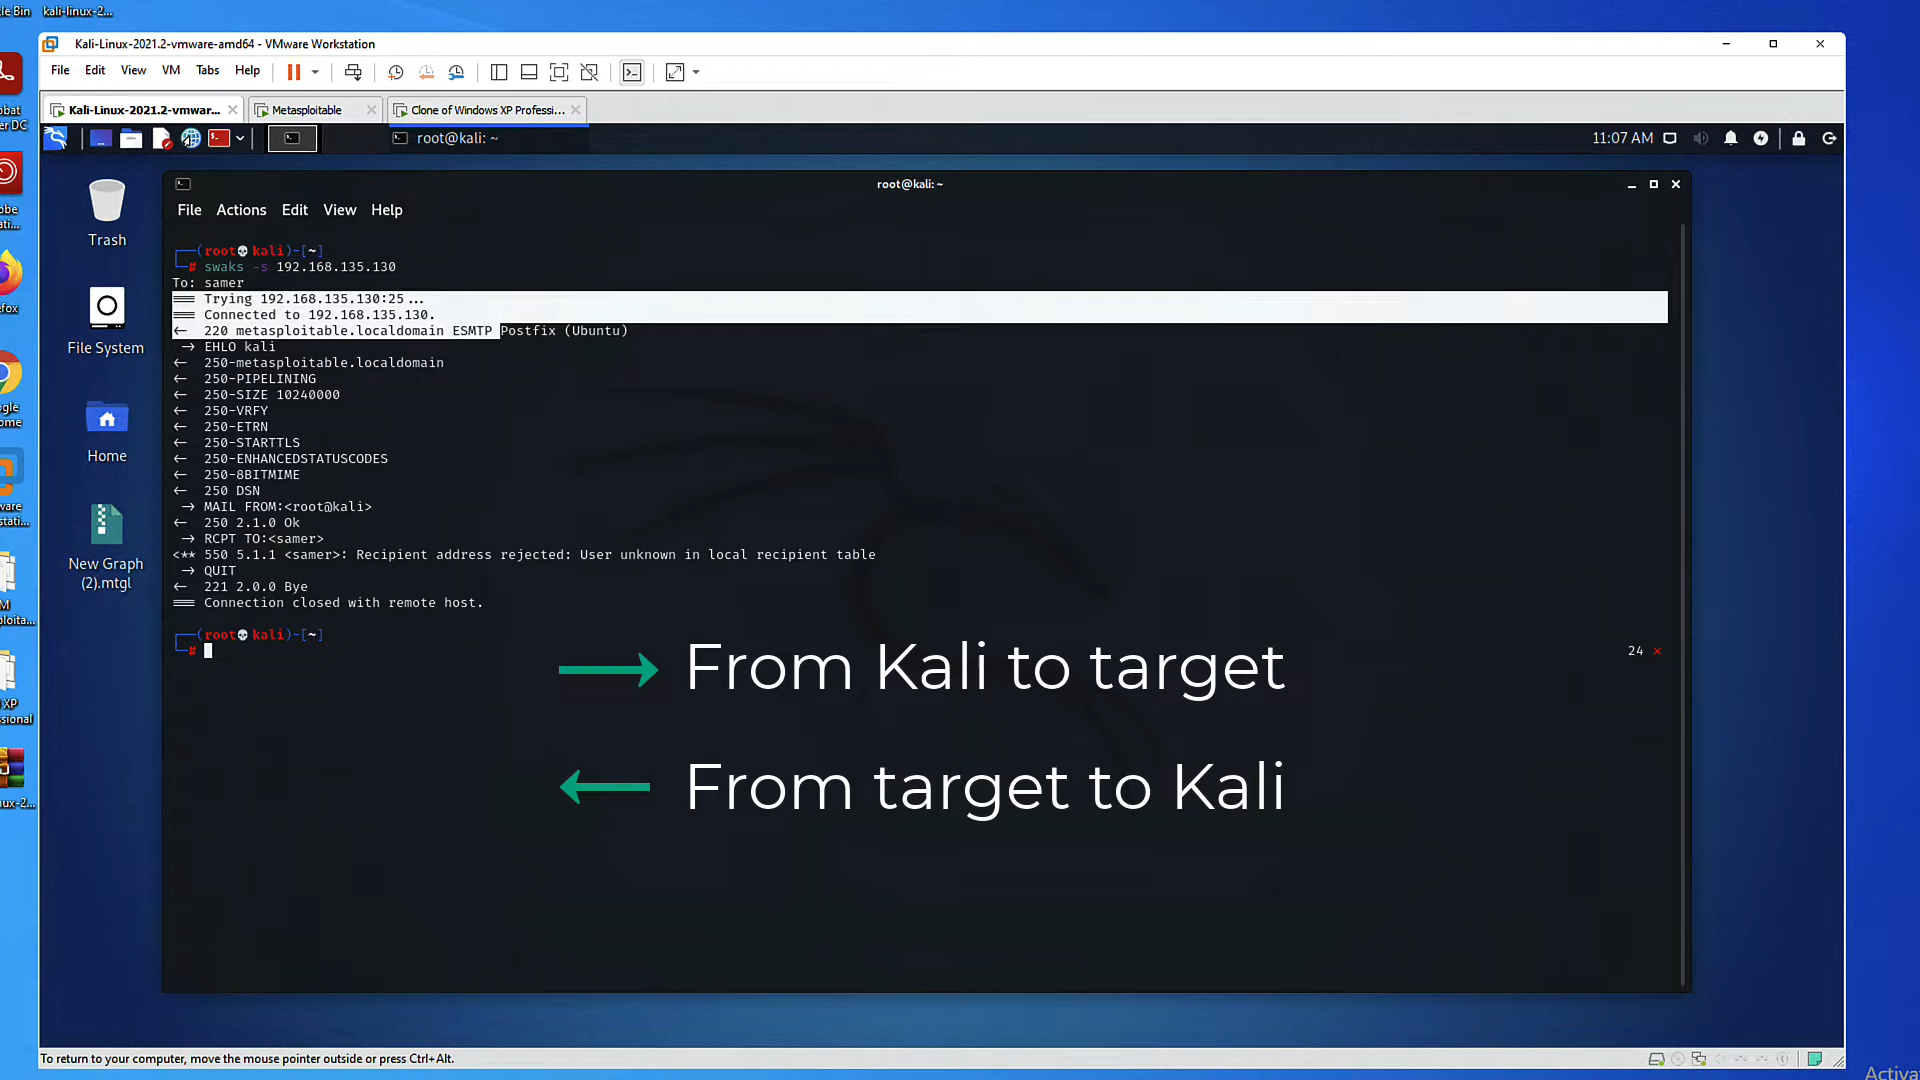 le Bin
kali-linux-2...
Kali-Linux-2021.2-vmware-amd64 - VMware Workstation
File Edit View VM Tabs Help
Kali-Linux-2021.2-vmwar...
Metasploitable
Clone of Windows XP Professi...
root@kali: ~
11:07 AM
root@kali: ~
File Actions Edit View Help
Trash
File System
Home
New Graph
(2).mtgl
(root💀kali)-[~]
# swaks -s 192.168.135.130
To: samer
=== Trying 192.168.135.130:25...
=== Connected to 192.168.135.130.
<-  220 metasploitable.localdomain ESMTP Postfix (Ubuntu)
 -> EHLO kali
<-  250-metasploitable.localdomain
<-  250-PIPELINING
<-  250-SIZE 10240000
<-  250-VRFY
<-  250-ETRN
<-  250-STARTTLS
<-  250-ENHANCEDSTATUSCODES
<-  250-8BITMIME
<-  250 DSN
 -> MAIL FROM:<root@kali>
<-  250 2.1.0 Ok
 -> RCPT TO:<samer>
<** 550 5.1.1 <samer>: Recipient address rejected: User unknown in local recipient table
 -> QUIT
<-  221 2.0.0 Bye
=== Connection closed with remote host.
(root💀kali)-[~]
#
24 ×
From Kali to target
From target to Kali
To return to your computer, move the mouse pointer outside or press Ctrl+Alt.
Activa